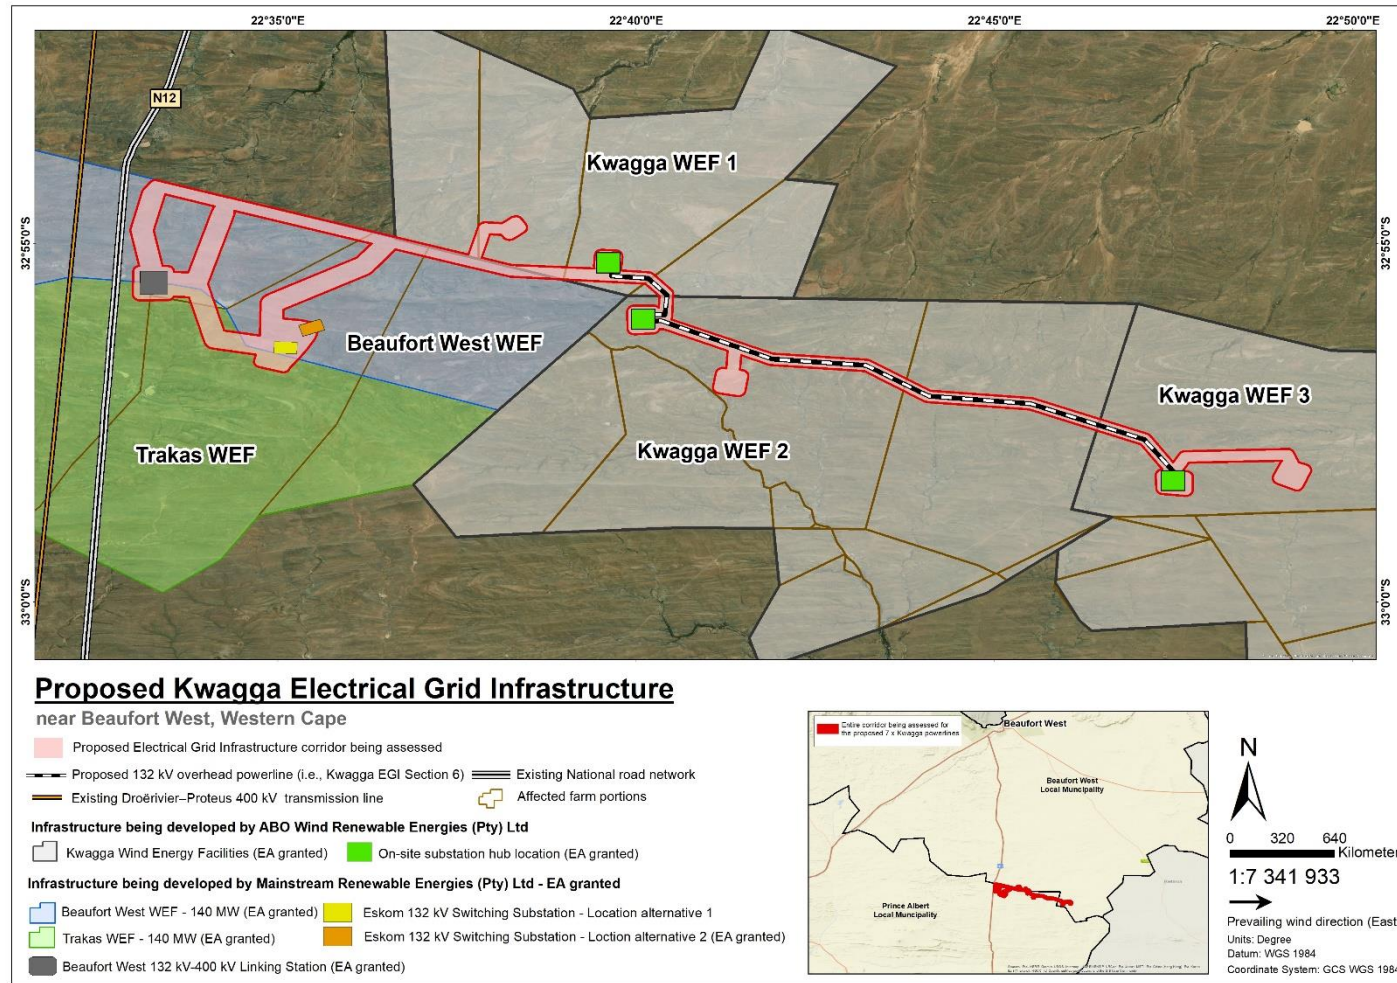 22°35'0"E
22°40'0"E
22°45'0"E
22°50'0"E
N12
Kwagga WEF 1
32°55'0"S
32°55'0"S
Beaufort West WEF
Kwagga WEF 3
Trakas WEF
Kwagga WEF 2
33°0'0"S
33°0'0"S
Proposed Kwagga Electrical Grid Infrastructure
near Beaufort West, Western Cape
Proposed Electrical Grid Infrastructure corridor being assessed
Proposed 132 kV overhead powerline (i.e., Kwagga EGI Section 6)
Existing National road network
Existing Droërivier–Proteus 400 kV transmission line
Affected farm portions
Infrastructure being developed by ABO Wind Renewable Energies (Pty) Ltd
Kwagga Wind Energy Facilities (EA granted)
On-site substation hub location (EA granted)
Infrastructure being developed by Mainstream Renewable Energies (Pty) Ltd - EA granted
Beaufort West WEF - 140 MW (EA granted)
Eskom 132 kV Switching Substation - Location alternative 1
Trakas WEF - 140 MW (EA granted)
Eskom 132 kV Switching Substation - Loction alternative 2 (EA granted)
Beaufort West 132 kV-400 kV Linking Station (EA granted)
Entire corridor being assessed for
the proposed 7 x Kwagga powerlines
Beaufort West
Beaufort West
Local Muncipality
Prince Albert
Local Municipality
N
0 320 640
Kilometer
1:7 341 933
Prevailing wind direction (East
Units: Degree
Datum: WGS 1984
Coordinate System: GCS WGS 1984